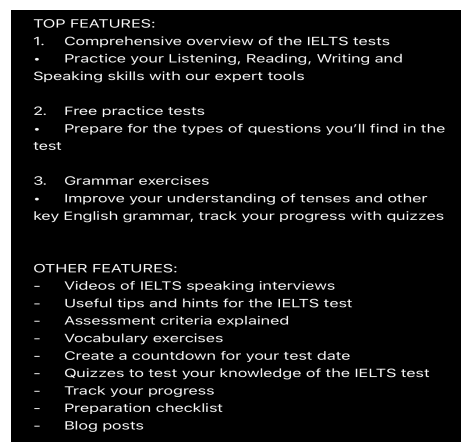 TOP FEATURES:
1. Comprehensive overview of the IELTS tests
• Practice your Listening, Reading, Writing and
Speaking skills with our expert tools
2. Free practice tests
• Prepare for the types of questions you'll find in the
test
3. Grammar exercises
• Improve your understanding of tenses and other
key English grammar, track your progress with quizzes
OTHER FEATURES:
- Videos of IELTS speaking interviews
- Useful tips and hints for the IELTS test
- Assessment criteria explained
- Vocabulary exercises
- Create a countdown for your test date
- Quizzes to test your knowledge of the IELTS test
- Track your progress
- Preparation checklist
- Blog posts